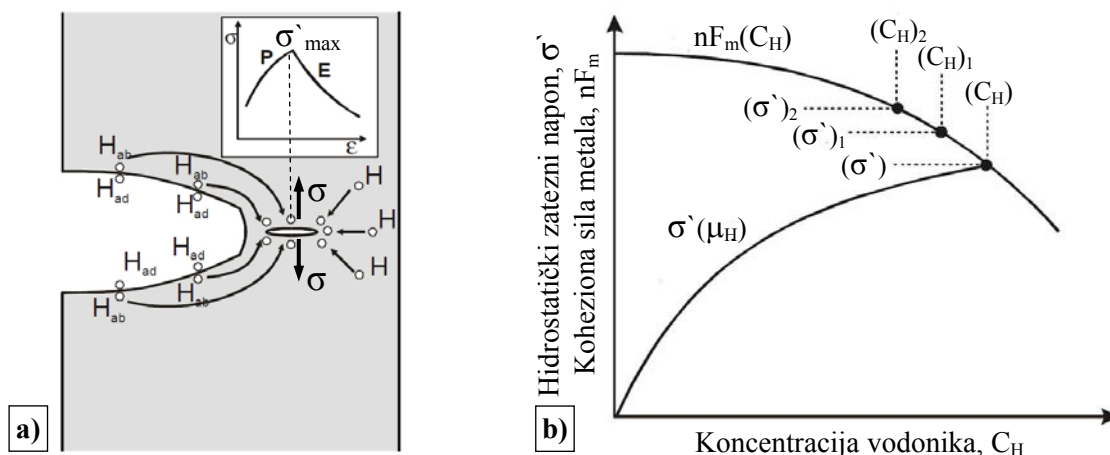 σ
σ`max
P
E
ε
Hab
Had
Hab
Had
H
σ
H
Had
Had
Hab
Hab
σ
H
a)
Hidrostatički zatezni napon, σ`
Koheziona sila metala, nFm
nFm(CH)
(CH)2
(CH)1
(CH)
(σ`)2
(σ`)1
(σ`)
σ`(μH)
b)
Koncentracija vodonika, CH